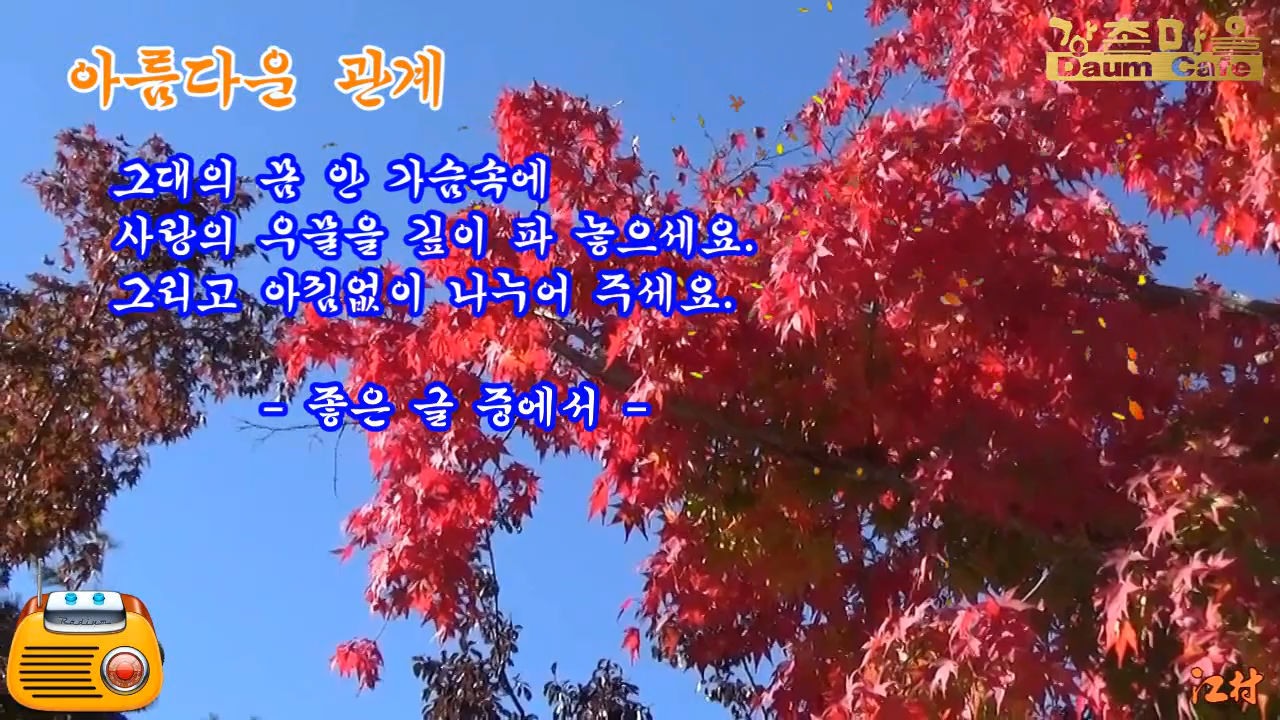 아름다운 관계
강촌마을
Daum Cafe
그대의 품 안 가슴속에
사랑의 우물을 깊이 파 놓으세요.
그리고 아낌없이 나누어 주세요.
- 좋은 글 중에서 -
Radium
江村